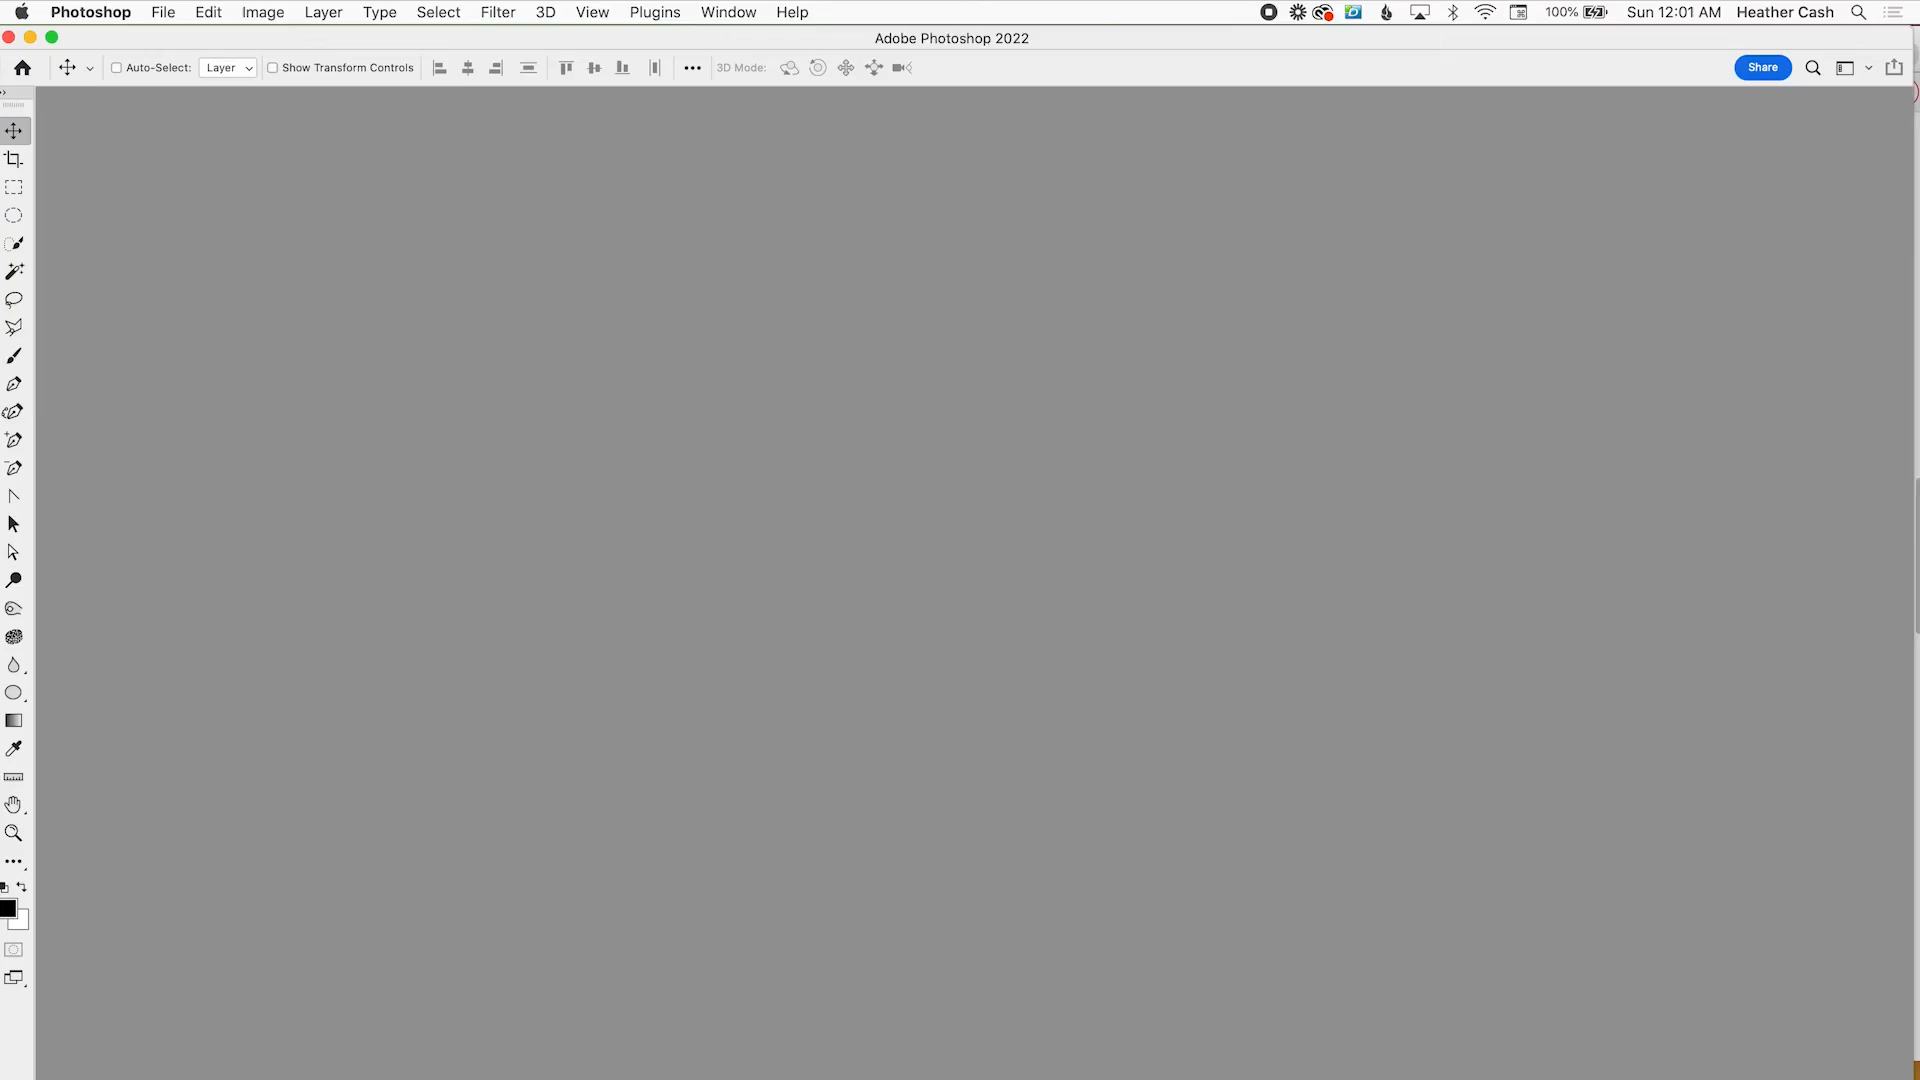 Photoshop File Edit Image Layer Type Select Filter 3D View Plugins Window Help 100% Sun 12:01 AM Heather Cash
Adobe Photoshop 2022
Auto-Select: Layer Show Transform Controls 3D Mode: Share